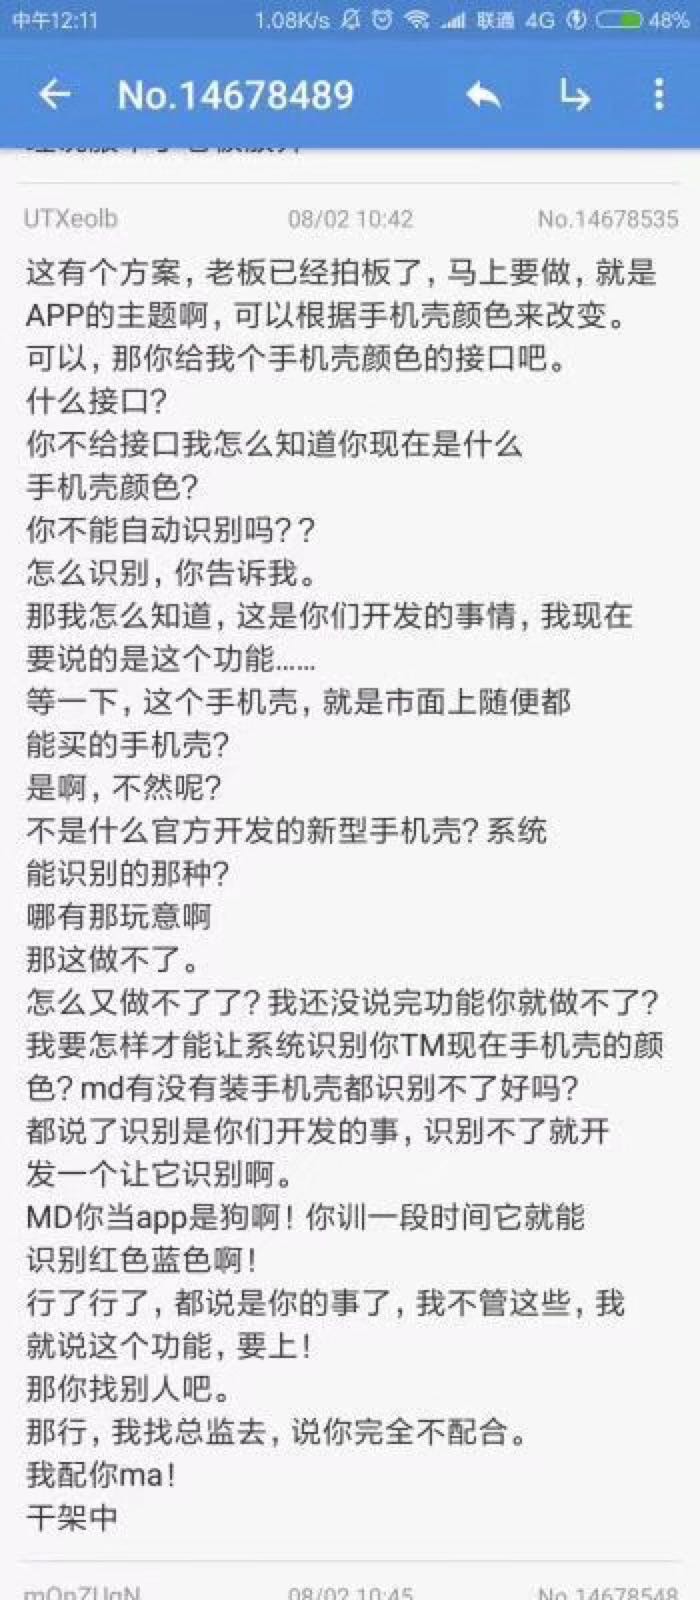 中午12:11 1.08K/s 联通 4G 48%
No.14678489
UTXeolb 08/02 10:42 No.14678535
这有个方案，老板已经拍板了，马上要做，就是
APP的主题啊，可以根据手机壳颜色来改变。
可以，那你给我个手机壳颜色的接口吧。
什么接口?
你不给接口我怎么知道你现在是什么
手机壳颜色?
你不能自动识别吗? ?
怎么识别，你告诉我。
那我怎么知道，这是你们开发的事情，我现在
要说的是这个功能……
等一下，这个手机壳，就是市面上随便都
能买的手机壳?
是啊，不然呢?
不是什么官方开发的新型手机壳? 系统
能识别的那种?
哪有那玩意啊
那这做不了。
怎么又做不了了? 我还没说完功能你就做不了?
我要怎样才能让系统识别你TM现在手机壳的颜
色? md有没有装手机壳都识别不了好吗?
都说了识别是你们开发的事，识别不了就开
发一个让它识别啊。
MD你当app是狗啊! 你训一段时间它就能
识别红色蓝色啊!
行了行了，都说是你的事了，我不管这些，我
就说这个功能，要上!
那你找别人吧。
那行，我找总监去，说你完全不配合。
我配你ma!
干架中
mOpZUgN 08/02 10:45 No.14678548